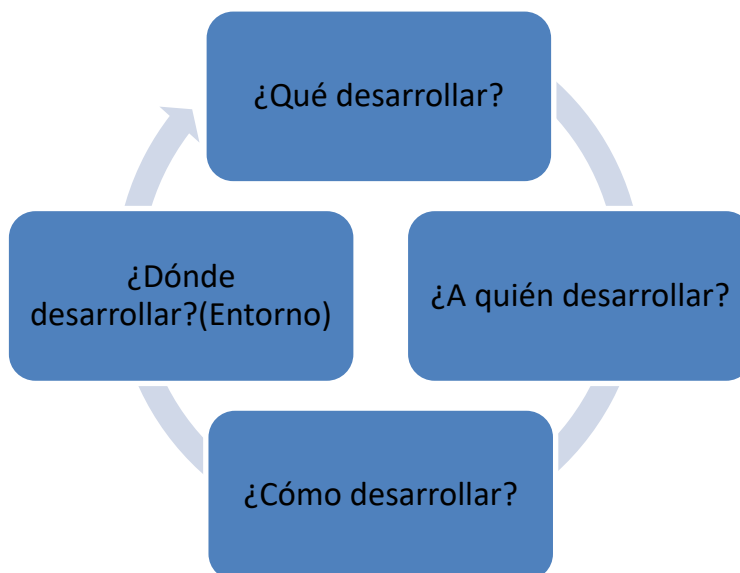 ¿Qué desarrollar?
¿A quién desarrollar?
¿Cómo desarrollar?
¿Dónde
desarrollar?(Entorno)